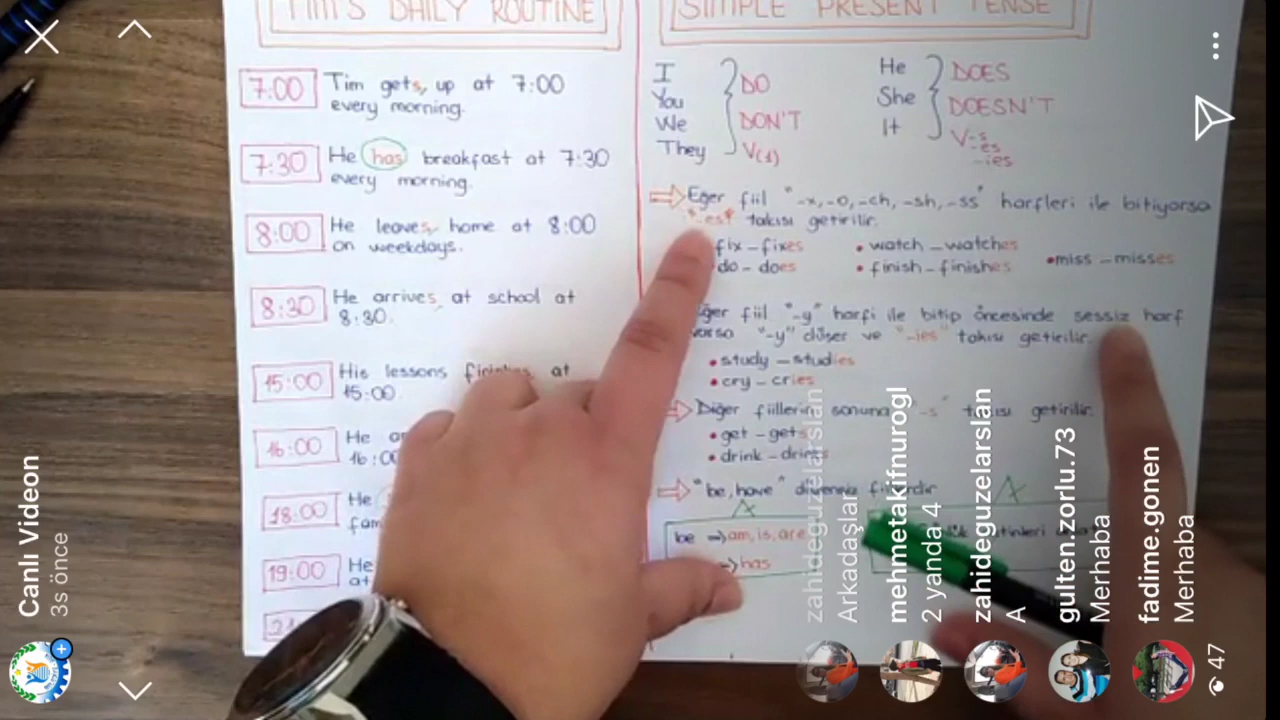 TIM'S DAILY ROUTINE
7:00 Tim gets up at 7:00
every morning.
7:30 He has breakfast at 7:30
every morning.
8:00 He leaves home at 8:00
on weekdays.
8:30 He arrives at school at
8:30.
15:00 His lessons finishes at
15:00.
16:00 He
16:00
18:00 He
19:00 He
at
SIMPLE PRESENT TENSE
I
You
We
They
DO
DON'T
V(1)
He
She
It
DOES
DOESN'T
V-s
-es
-ies
Eğer fiil "-x, -o, -ch, -sh, -ss" harfleri ile bitiyorsa
"-es" takısı getirilir.
fix - fixes • watch - watches
do - does • finish - finishes • miss - misses
Eğer fiil "-y" harfi ile bitip öncesinde sessiz harf
varsa "-y" düşer ve "-ies" takısı getirilir.
• study - studies
• cry - cries
Diğer fiillerin sonuna "-s" takısı getirilir.
• get - gets
• drink - drinks
"be, have" düzensiz fiillerdir
be → am, is, are
→ has
Canlı Videon
3s önce
zahideguzelarslan
Arkadaşlar
mehmetakifnurogl
2 yanda 4
zahideguzelarslan
A
gulten.zorlu.73
Merhaba
fadime.gonen
Merhaba
47